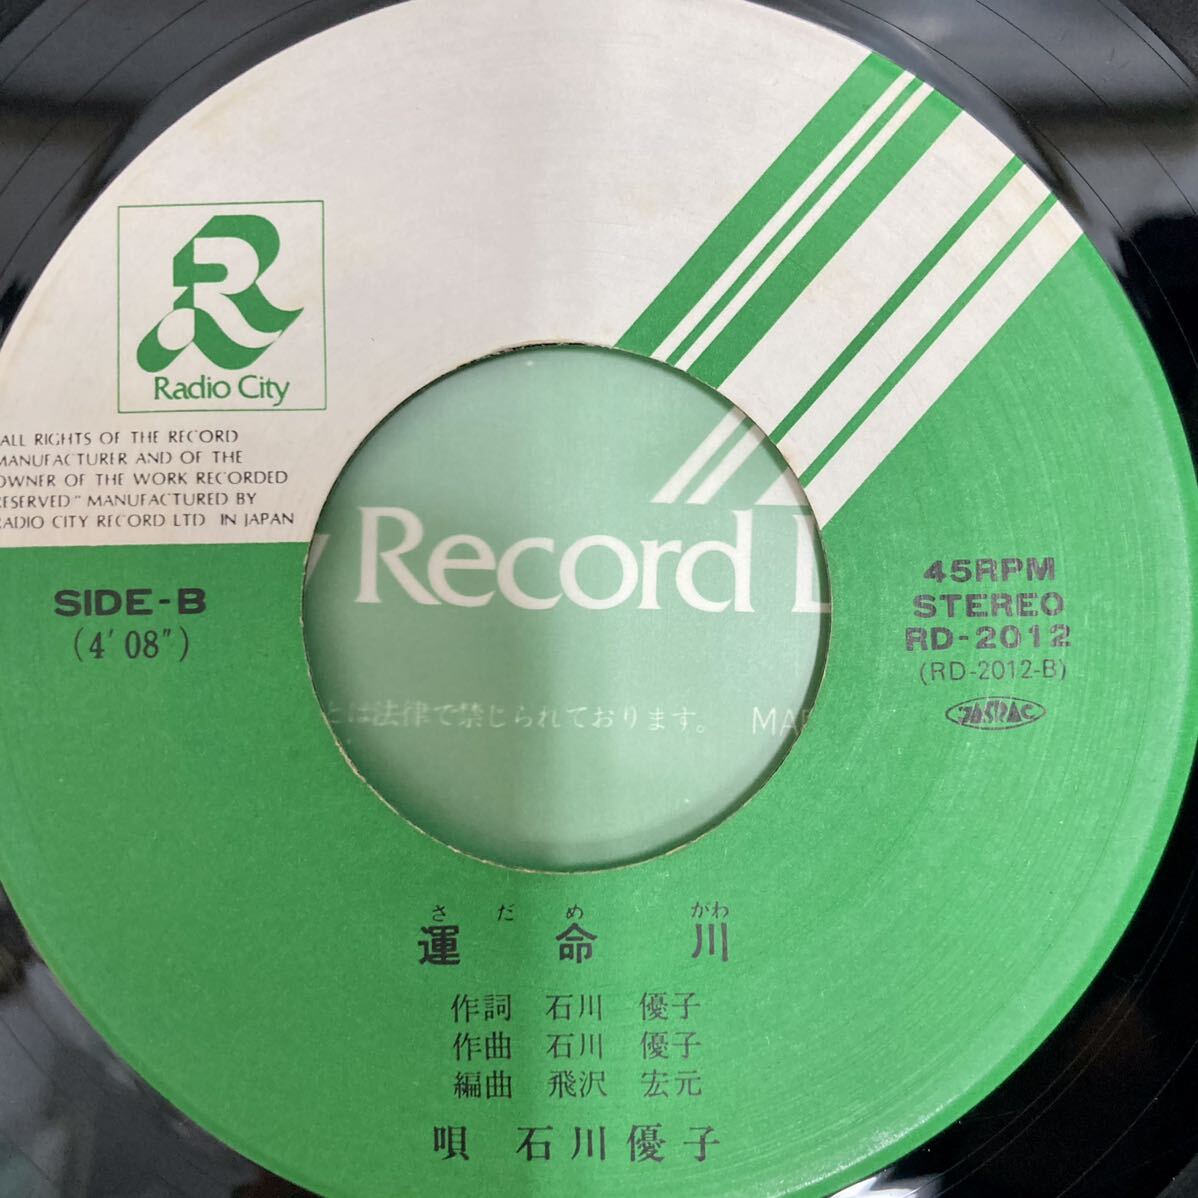 R
Radio City
ALL RIGHTS OF THE RECORD
MANUFACTURER AND OF THE
OWNER OF THE WORK RECORDED
RESERVED" MANUFACTURED BY
RADIO CITY RECORD LTD IN JAPAN
SIDE-B
(4′08″)
Record L
45RPM
STEREO
RD-2012
(RD-2012-B)
JASRAC
とは法律で禁じられております。 MA
さだめ がわ
運命川
作詞 石川 優子
作曲 石川 優子
編曲 飛沢 宏元
唄 石川優子